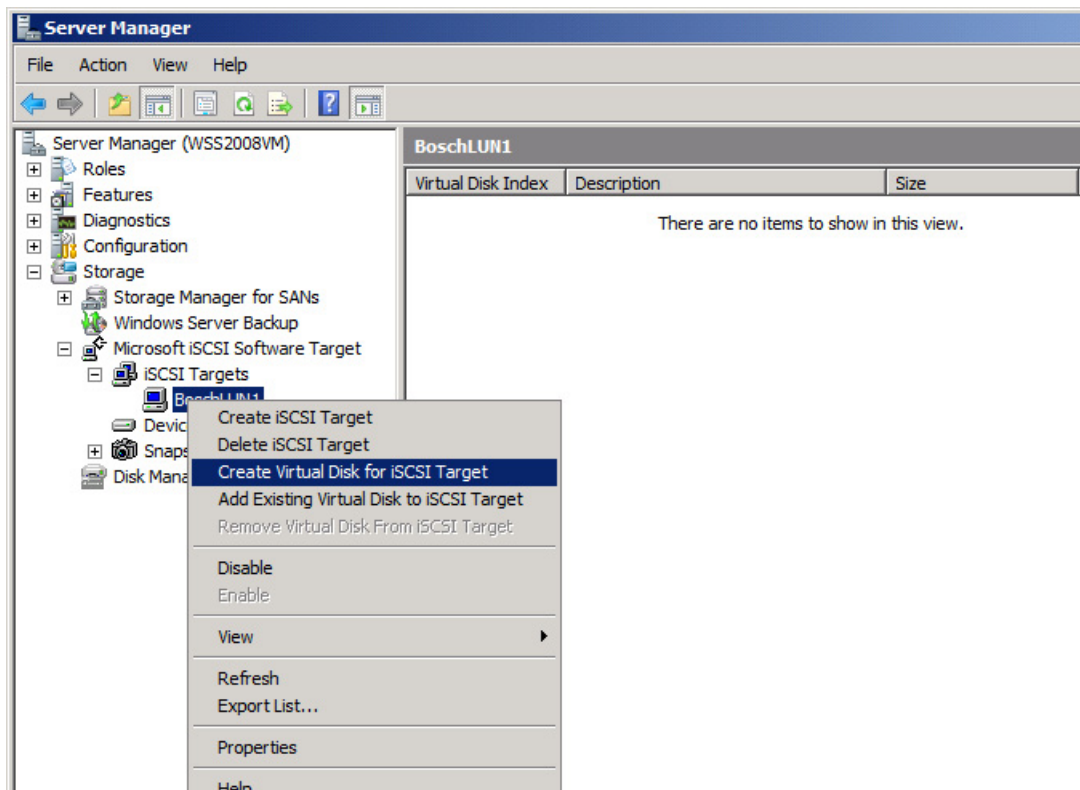 Server Manager
File Action View Help
Server Manager (WSS2008VM)
Roles
Features
Diagnostics
Configuration
Storage
Storage Manager for SANs
Windows Server Backup
Microsoft iSCSI Software Target
iSCSI Targets
BoschLUN1
Devic
Snaps
Disk Mana
BoschLUN1
Virtual Disk Index Description Size
There are no items to show in this view.
Create iSCSI Target
Delete iSCSI Target
Create Virtual Disk for iSCSI Target
Add Existing Virtual Disk to iSCSI Target
Remove Virtual Disk From iSCSI Target
Disable
Enable
View
Refresh
Export List...
Properties
Help